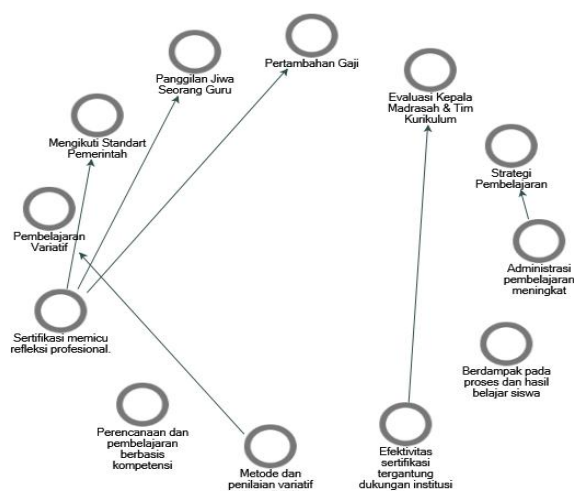 Pertambahan Gaji
Panggilan Jiwa
Seorang Guru
Evaluasi Kepala
Madrasah & Tim
Kurikulum
Mengikuti Standart
Pemerintah
Strategi
Pembelajaran
Pembelajaran
Variatif
Administrasi
pembelajaran
meningkat
Sertifikasi memicu
refleksi profesional.
Berdampak pada
proses dan hasil
belajar siswa
Perencanaan dan
pembelajaran
berbasis
kompetensi
Metode dan
penilaian variatif
Efektivitas
sertifikasi
tergantung
dukungan institusi